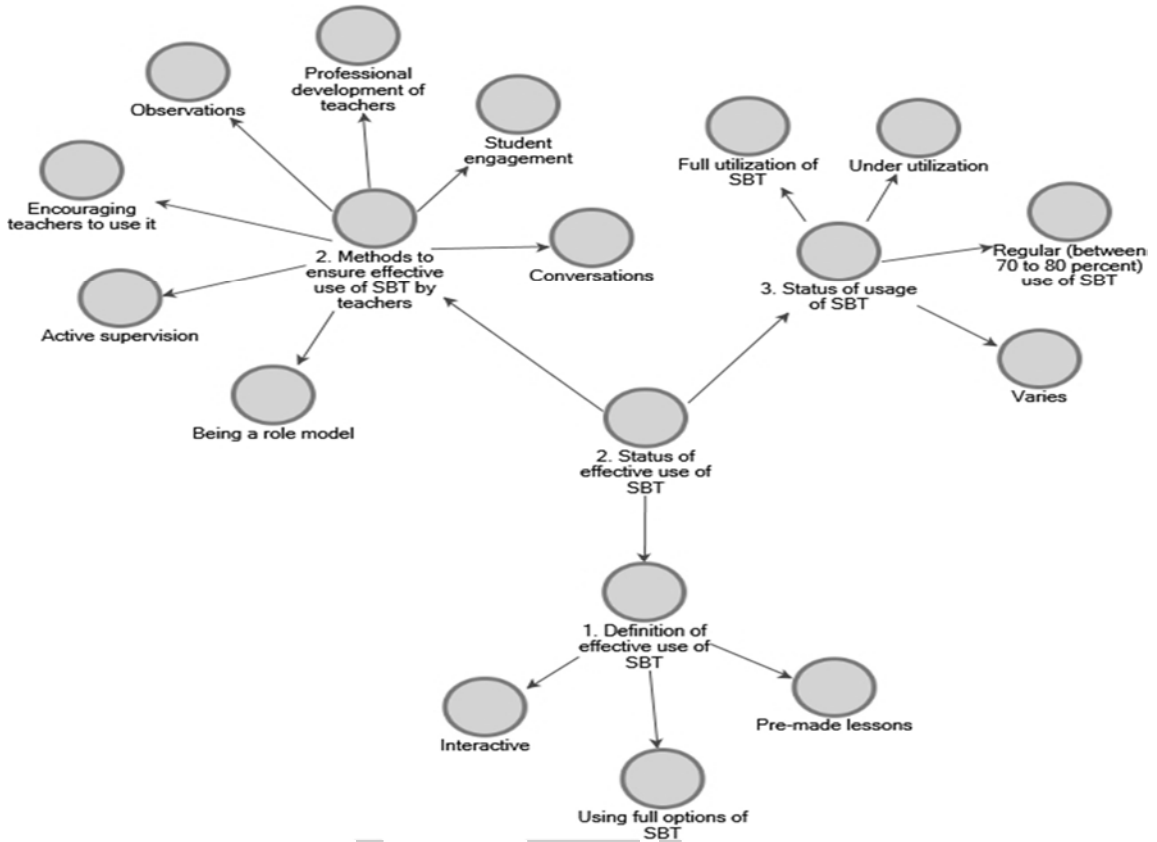 Professional
development of
teachers
Observations
Student
engagement
Encouraging
teachers to use it
2. Methods to
ensure effective
use of SBT by
teachers
Conversations
Active supervision
Being a role model
Full utilization of
SBT
Under utilization
Regular (between
70 to 80 percent)
use of SBT
3. Status of usage
of SBT
Varies
2. Status of
effective use of
SBT
1. Definition of
effective use of
SBT
Interactive
Pre-made lessons
Using full options of
SBT